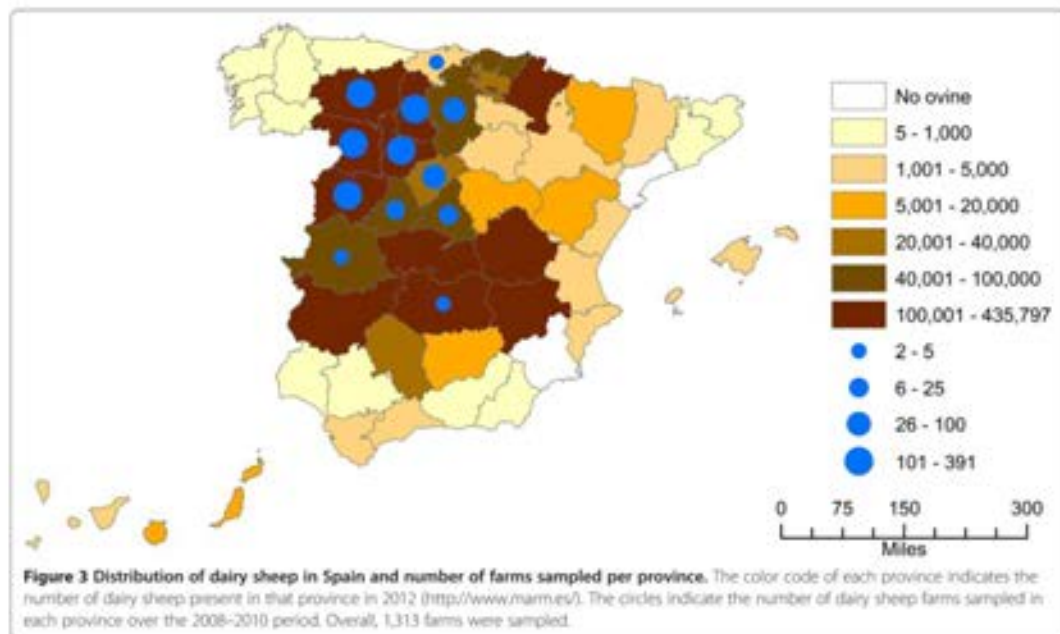 No ovine
5 - 1,000
1,001 - 5,000
5,001 - 20,000
20,001 - 40,000
40,001 - 100,000
100,001 - 435,797
2 - 5
6 - 25
26 - 100
101 - 391
0 75 150 300
Miles
Figure 3 Distribution of dairy sheep in Spain and number of farms sampled per province. The color code of each province indicates the
number of dairy sheep present in that province in 2012 (http://www.marm.es/). The circles indicate the number of dairy sheep farms sampled in
each province over the 2008–2010 period. Overall, 1,313 farms were sampled.